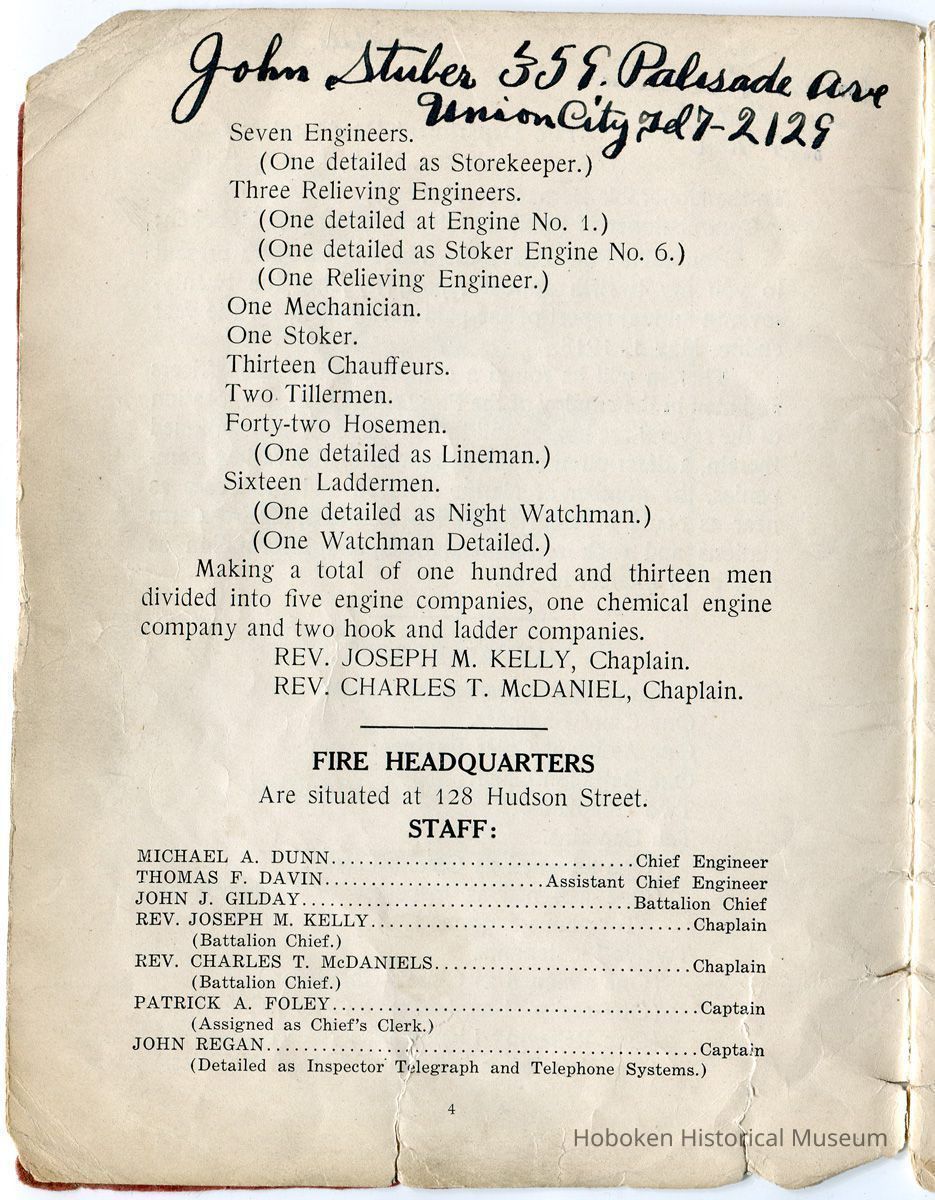 John Stuber 359. Palisade Ave
Union City 7-2129
Seven Engineers.
(One detailed as Storekeeper.)
Three Relieving Engineers.
(One detailed at Engine No. 1.)
(One detailed as Stoker Engine No. 6.)
(One Relieving Engineer.)
One Mechanician.
One Stoker.
Thirteen Chauffeurs.
Two Tillermen.
Forty-two Hosemen.
(One detailed as Lineman.)
Sixteen Laddermen.
(One detailed as Night Watchman.)
(One Watchman Detailed.)
Making a total of one hundred and thirteen men
divided into five engine companies, one chemical engine
company and two hook and ladder companies.
REV. JOSEPH M. KELLY, Chaplain.
REV. CHARLES T. McDANIEL, Chaplain.
FIRE HEADQUARTERS
Are situated at 128 Hudson Street.
STAFF:
MICHAEL A. DUNN.................................Chief Engineer
THOMAS F. DAVIN........................Assistant Chief Engineer
JOHN J. GILDAY....................................Battalion Chief
REV. JOSEPH M. KELLY...................................Chaplain
(Battalion Chief.)
REV. CHARLES T. McDANIELS............................Chaplain
(Battalion Chief.)
PATRICK A. FOLEY........................................Captain
(Assigned as Chief's Clerk.)
JOHN REGAN...............................................Captain
(Detailed as Inspector Telegraph and Telephone Systems.)
4
Hoboken Historical Museum